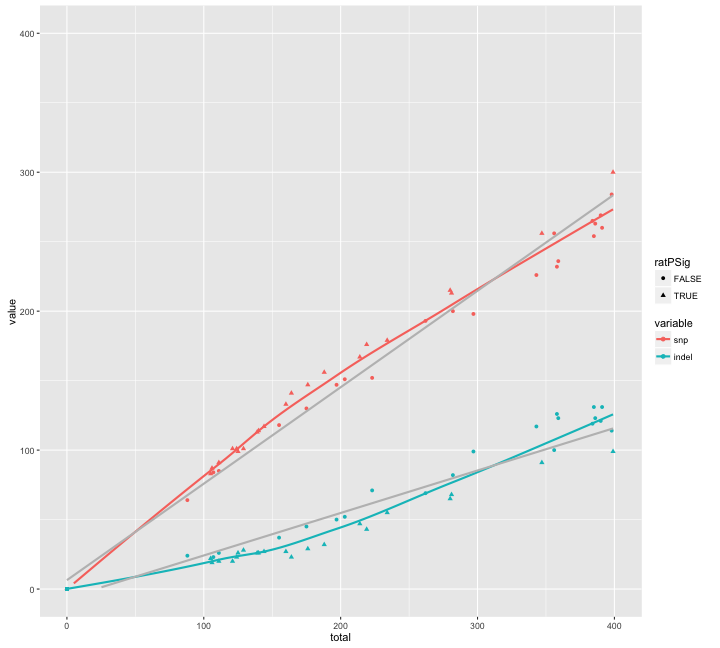 value
400
300
200
100
0
0 100 200 300 400
total
ratPSig
FALSE
TRUE
variable
snp
indel